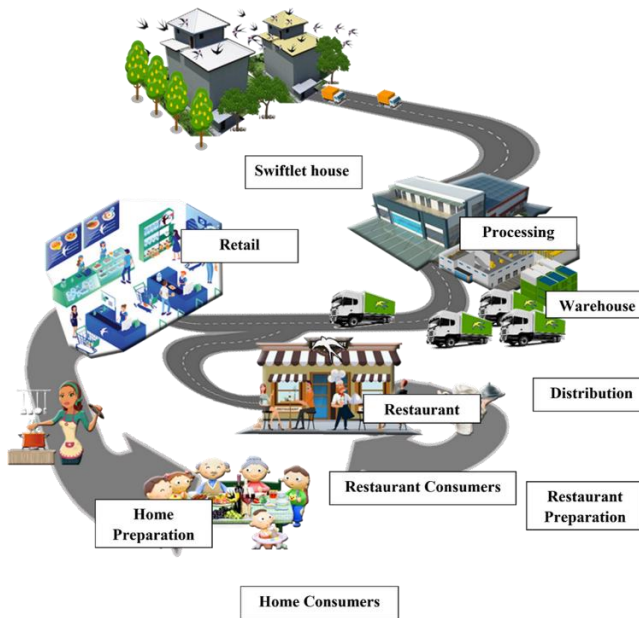 Swiftlet house
Processing
Retail
Warehouse
Distribution
Restaurant
Restaurant Consumers
Restaurant
Preparation
Home
Preparation
Home Consumers